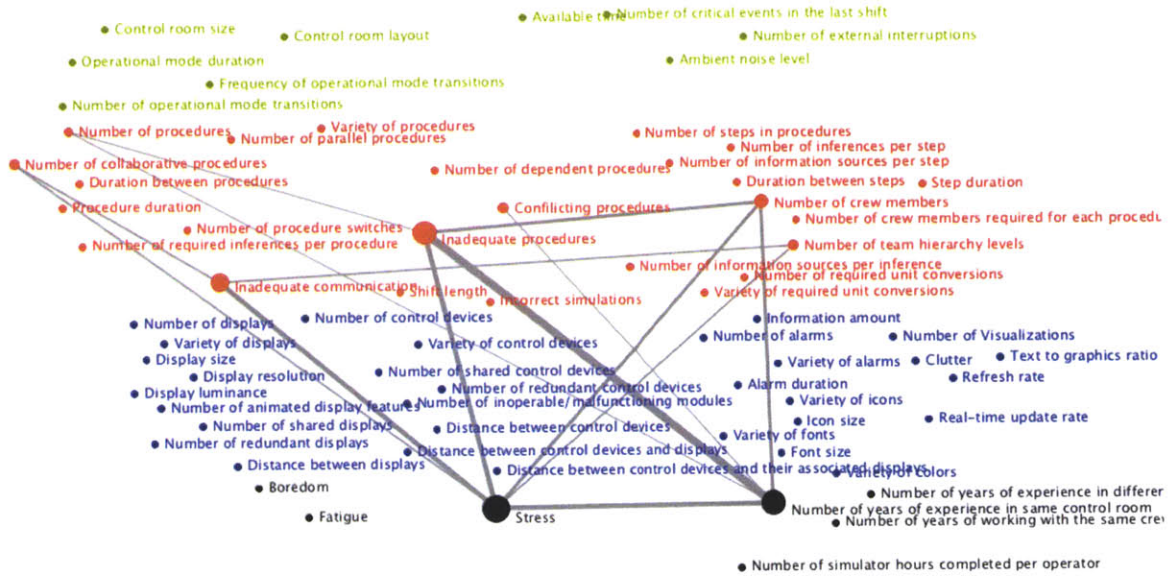 Available time
Number of critical events in the last shift
Control room size
Control room layout
Number of external interruptions
Operational mode duration
Ambient noise level
Frequency of operational mode transitions
Number of operational mode transitions
Number of procedures
Variety of procedures
Number of parallel procedures
Number of steps in procedures
Number of inferences per step
Number of collaborative procedures
Number of dependent procedures
Number of information sources per step
Duration between procedures
Duration between steps
Step duration
Procedure duration
Confilicting procedures
Number of crew members
Number of crew members required for each procedu
Number of procedure switches
Inadequate procedures
Number of required inferences per procedure
Number of team hierarchy levels
Number of information sources per inference
Number of required unit conversions
Inadequate communication
Shift length
Incorrect simulations
Variety of required unit conversions
Number of displays
Number of control devices
Information amount
Number of alarms
Number of Visualizations
Variety of displays
Variety of control devices
Display size
Variety of alarms
Clutter
Text to graphics ratio
Display resolution
Number of shared control devices
Refresh rate
Display luminance
Number of redundant control devices
Alarm duration
Number of animated display features
Number of inoperable/malfunctioning modules
Variety of icons
Number of shared displays
Distance between control devices
Icon size
Real-time update rate
Number of redundant displays
Variety of fonts
Distance between control devices and displays
Font size
Distance between displays
Distance between control devices and their associated displays
Variety of colors
Boredom
Number of years of experience in differer
Fatigue
Stress
Number of years of experience in same control room
Number of years of working with the same crev
Number of simulator hours completed per operator